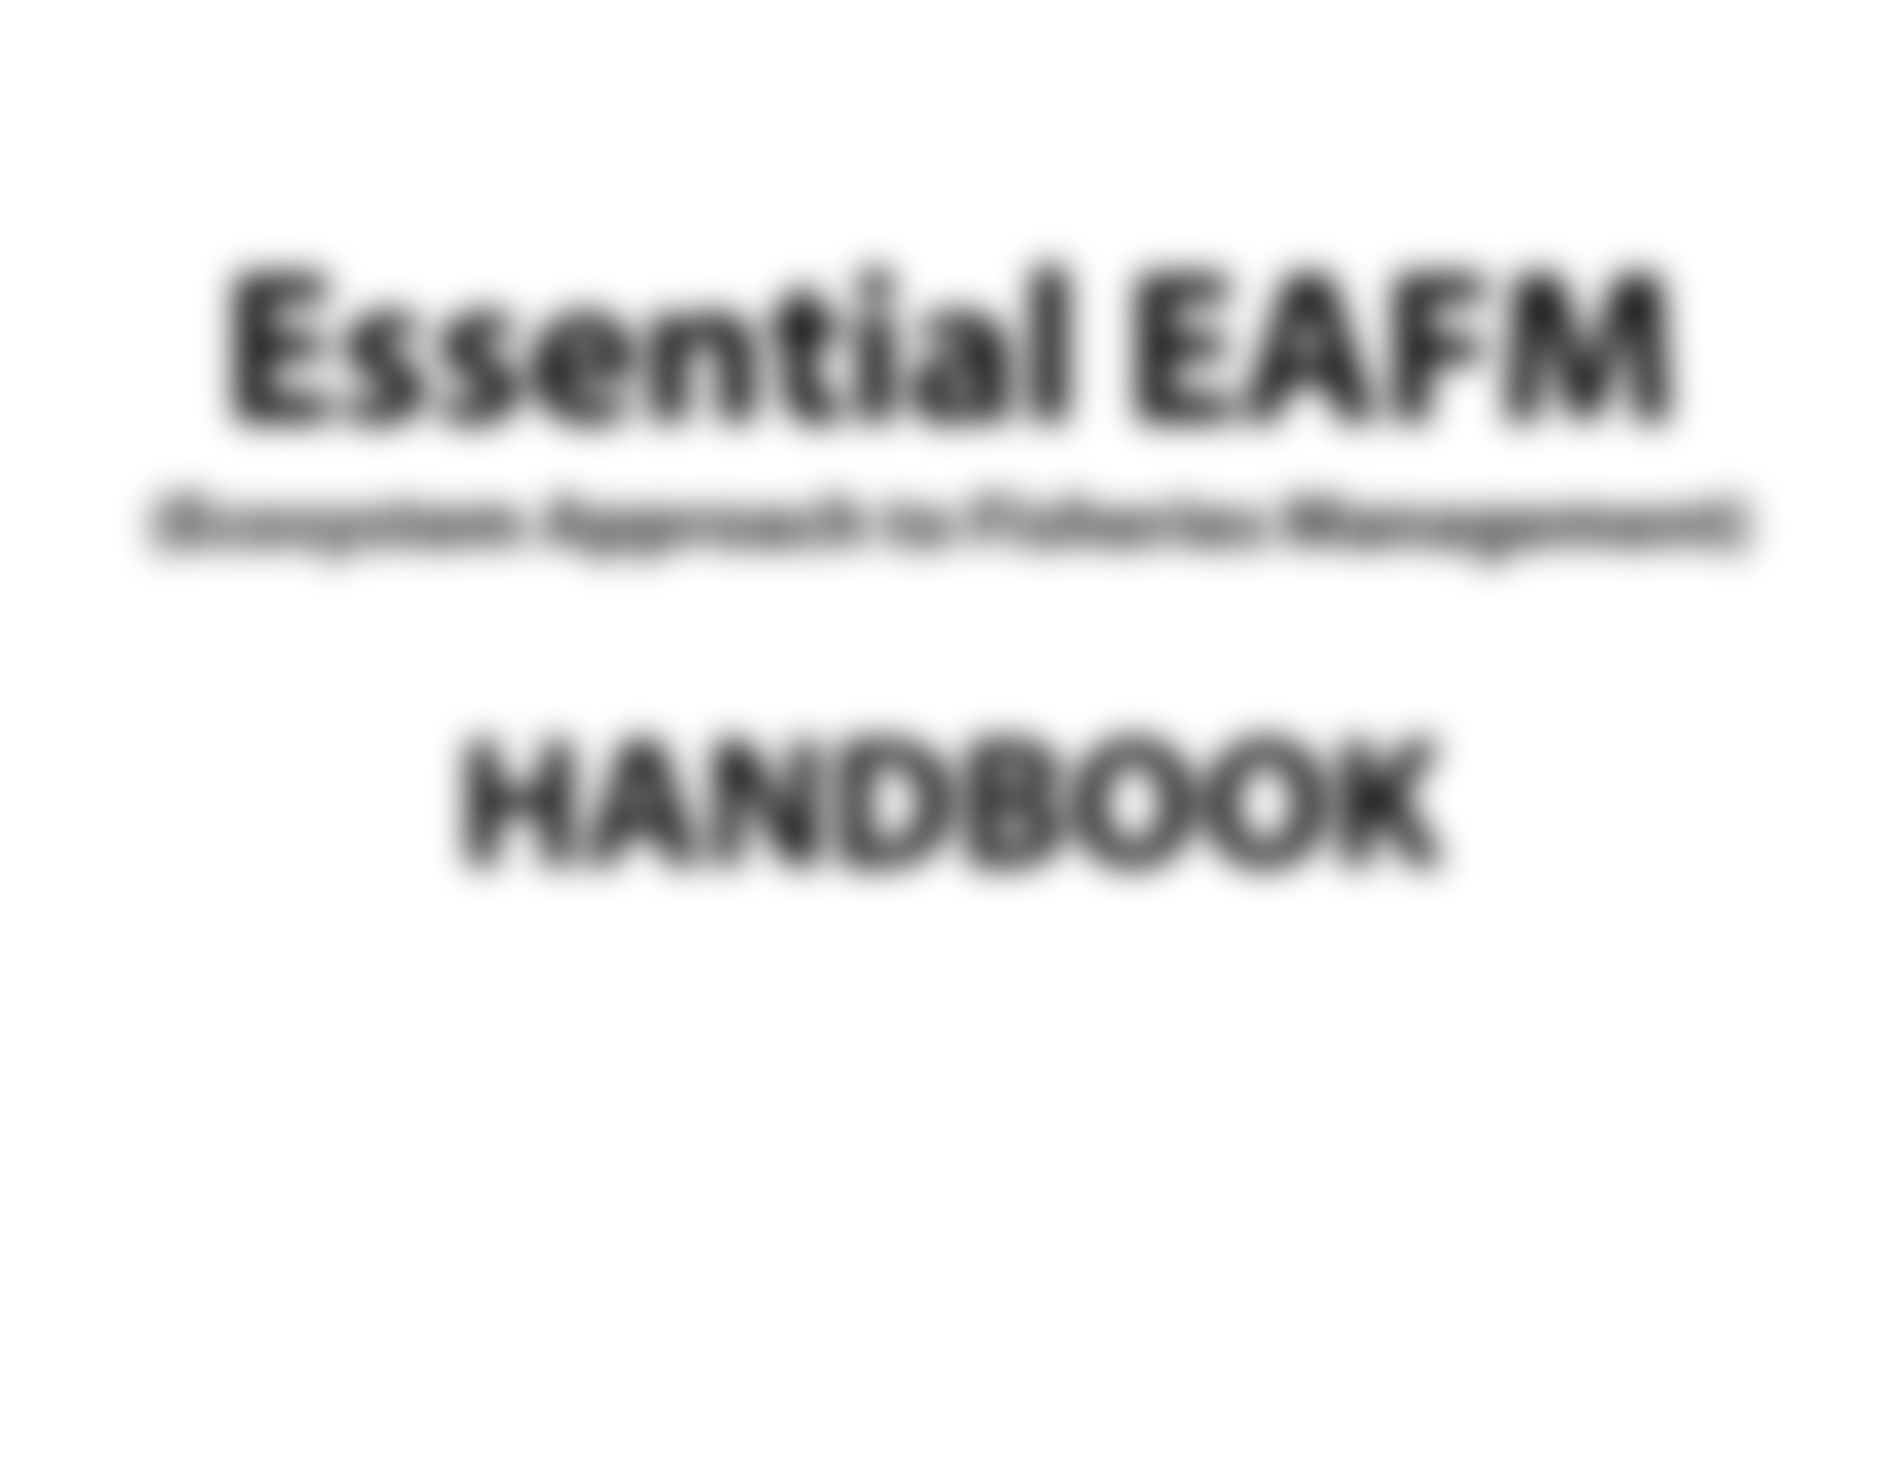 Essential EAFM
(Ecosystem Approach to Fisheries Management)
HANDBOOK